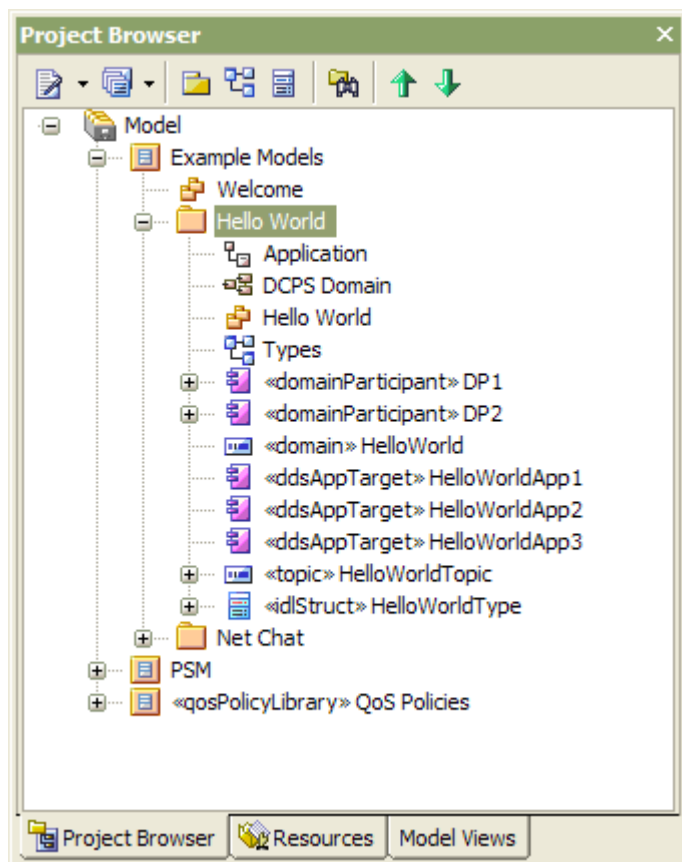 Project Browser
Model
Example Models
Welcome
Hello World
Application
DCPS Domain
Hello World
Types
«domainParticipant» DP1
«domainParticipant» DP2
«domain» HelloWorld
«ddsAppTarget» HelloWorldApp1
«ddsAppTarget» HelloWorldApp2
«ddsAppTarget» HelloWorldApp3
«topic» HelloWorldTopic
«idlStruct» HelloWorldType
Net Chat
PSM
«qosPolicyLibrary» QoS Policies
Project Browser Resources Model Views